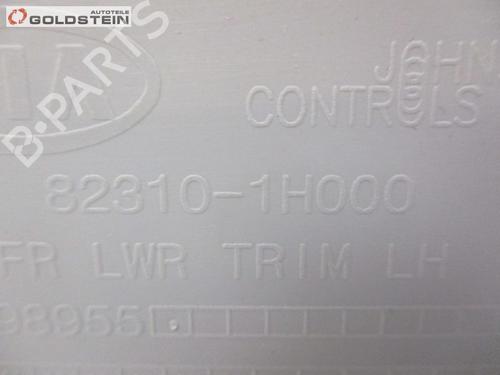 AUTOTEILE
GOLDSTEIN
B-PARTS
JOHN
CONTROLS
82310-1H000
FR LWR TRIM LH
98955